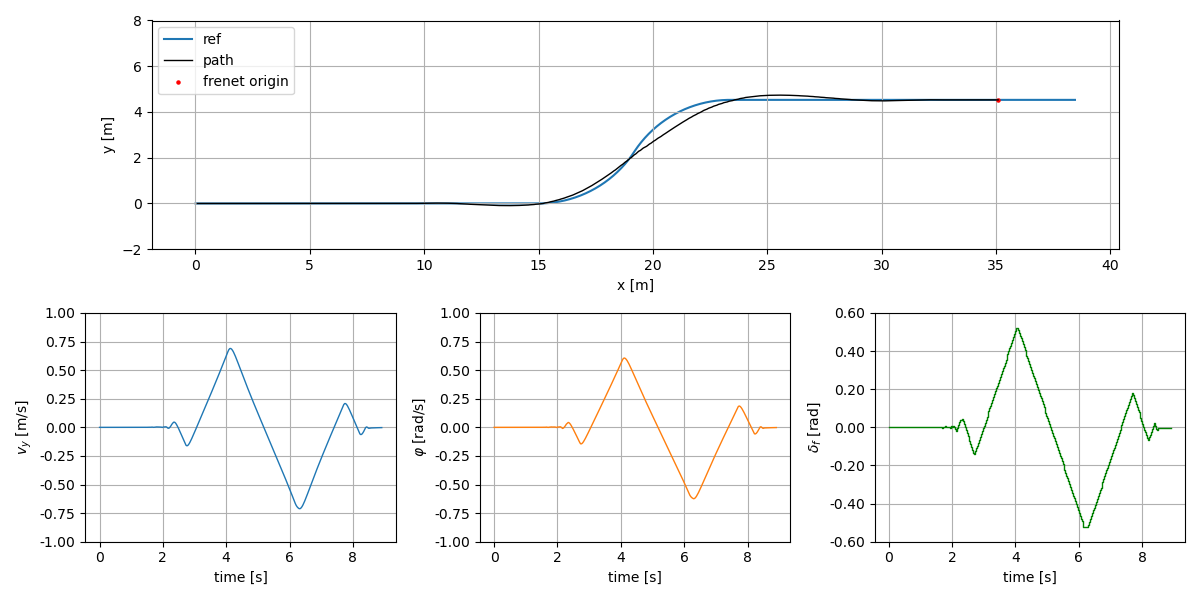 8
6
4
2
0
−2
y [m]
ref
path
frenet origin
0 5 10 15 20 25 30 35 40
x [m]
1.00
0.75
0.50
0.25
0.00
-0.25
-0.50
-0.75
-1.00
v_y [m/s]
0 2 4 6 8
time [s]
1.00
0.75
0.50
0.25
0.00
-0.25
-0.50
-0.75
-1.00
φ [rad/s]
0 2 4 6 8
time [s]
0.60
0.40
0.20
0.00
-0.20
-0.40
-0.60
δ_f [rad]
0 2 4 6 8
time [s]